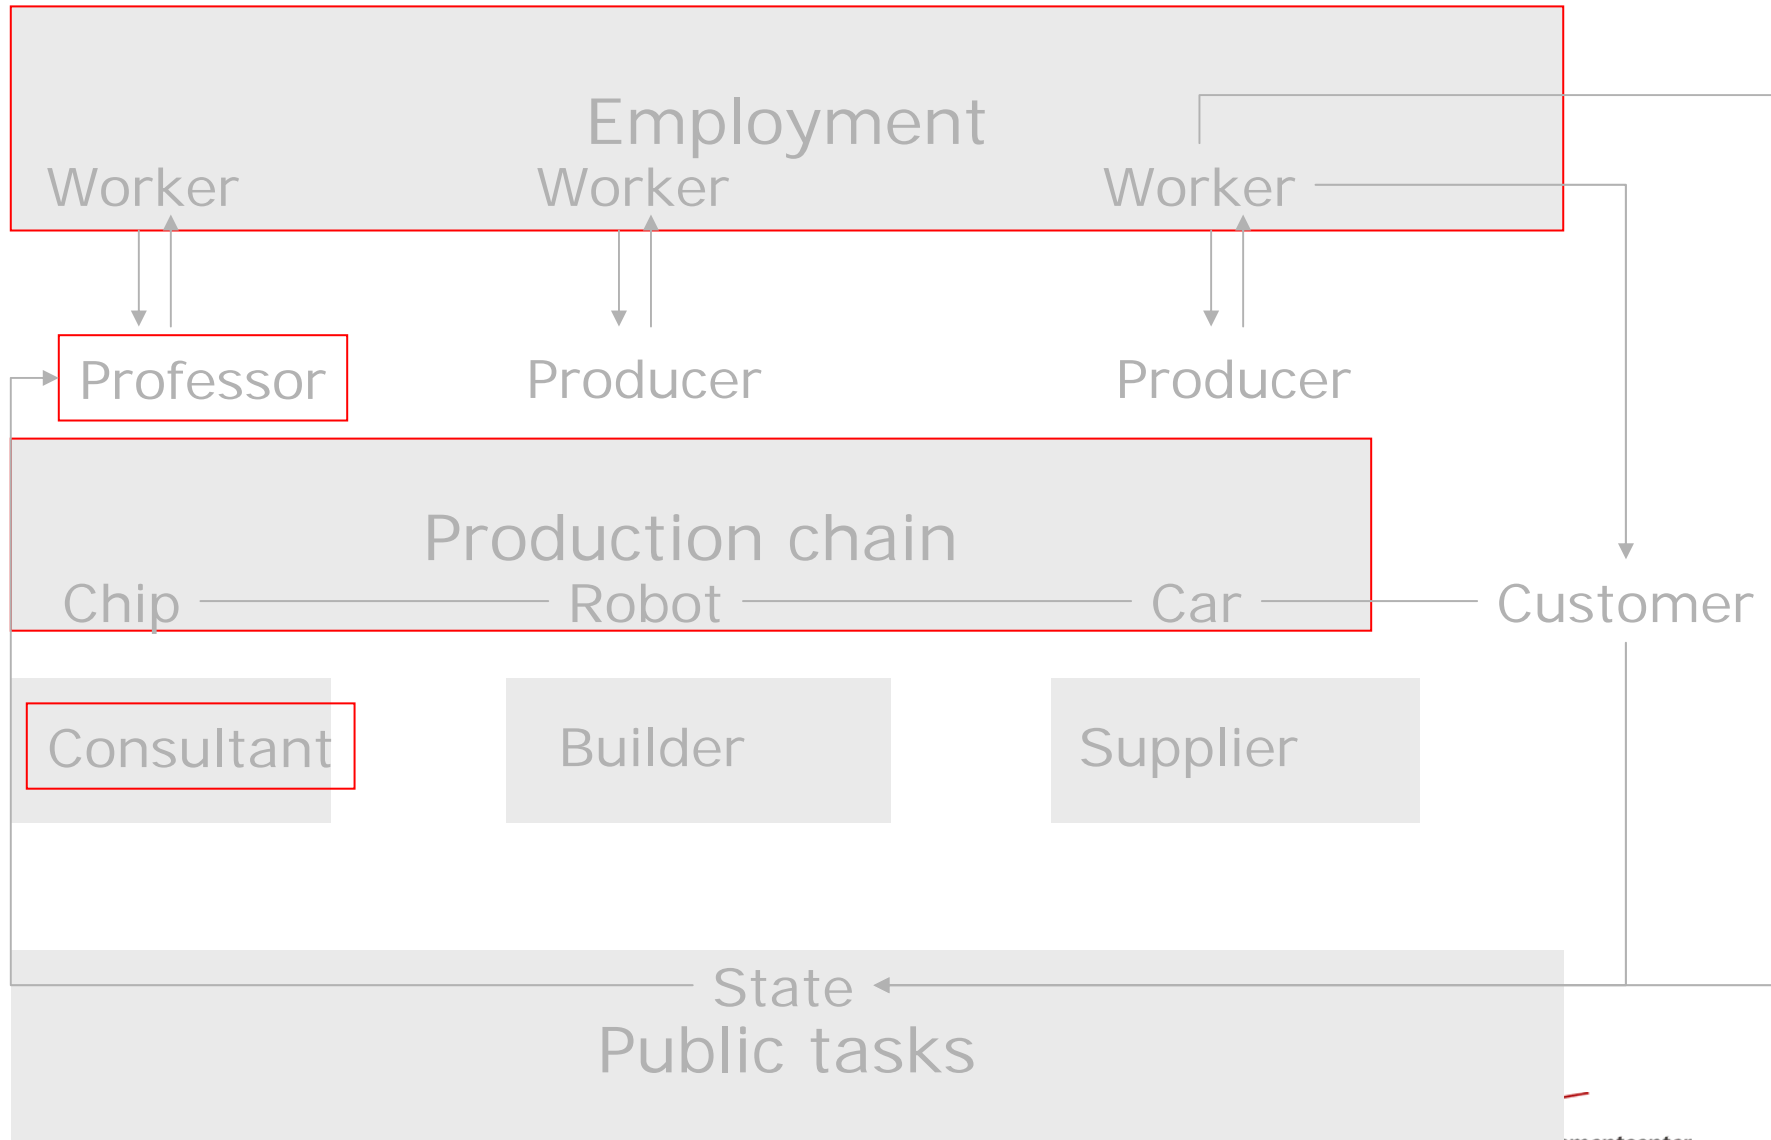 Employment
Worker Worker Worker
Professor Producer Producer
Production chain
Chip Robot Car Customer
Consultant Builder Supplier
State
Public tasks